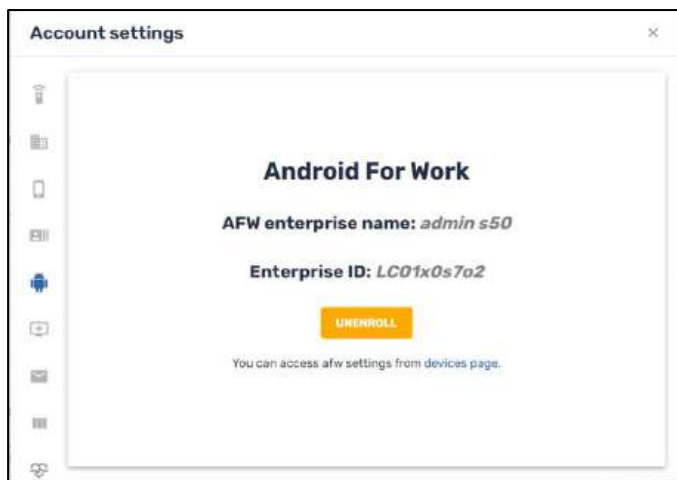 Account settings
Android For Work
AFW enterprise name: admin s50
Enterprise ID: LC01x0s7o2
UNENROLL
You can access afw settings from devices page.